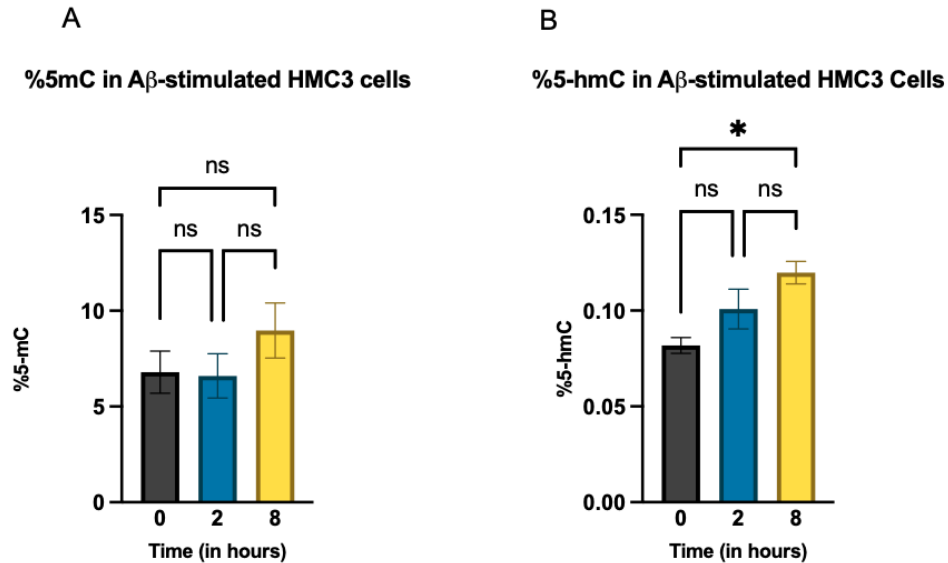 A
%5mC in Aβ-stimulated HMC3 cells
ns
ns
ns
15
10
5
0
%5-mC
0 2 8
Time (in hours)
B
%5-hmC in Aβ-stimulated HMC3 Cells
*
ns
ns
0.15
0.10
0.05
0.00
%5-hmC
0 2 8
Time (in hours)